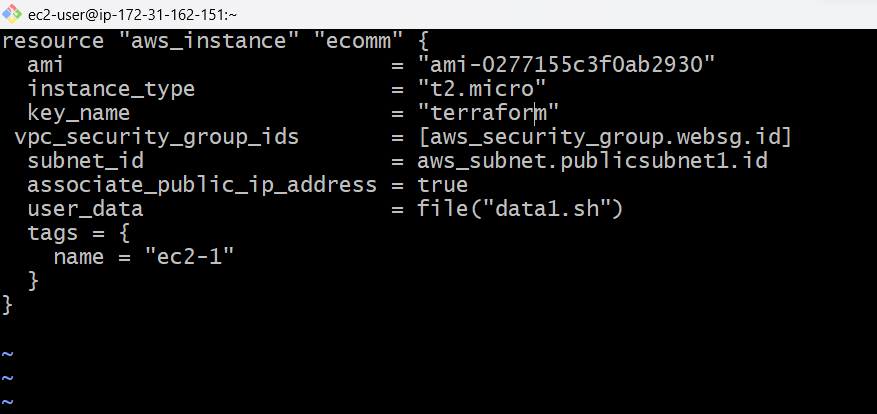 ec2-user@ip-172-31-162-151:~
resource "aws_instance" "ecomm" {
  ami                          = "ami-0277155c3f0ab2930"
  instance_type                = "t2.micro"
  key_name                     = "terraform"
 vpc_security_group_ids       = [aws_security_group.websg.id]
  subnet_id                    = aws_subnet.publicsubnet1.id
  associate_public_ip_address = true
  user_data                    = file("data1.sh")
  tags = {
    name = "ec2-1"
  }
}
~
~
~